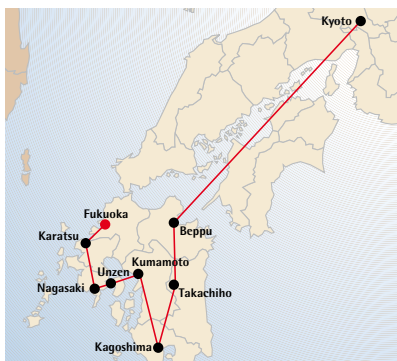 Kyoto
Fukuoka
Karatsu
Beppu
Kumamoto
Unzen
Nagasaki
Takachiho
Kagoshima